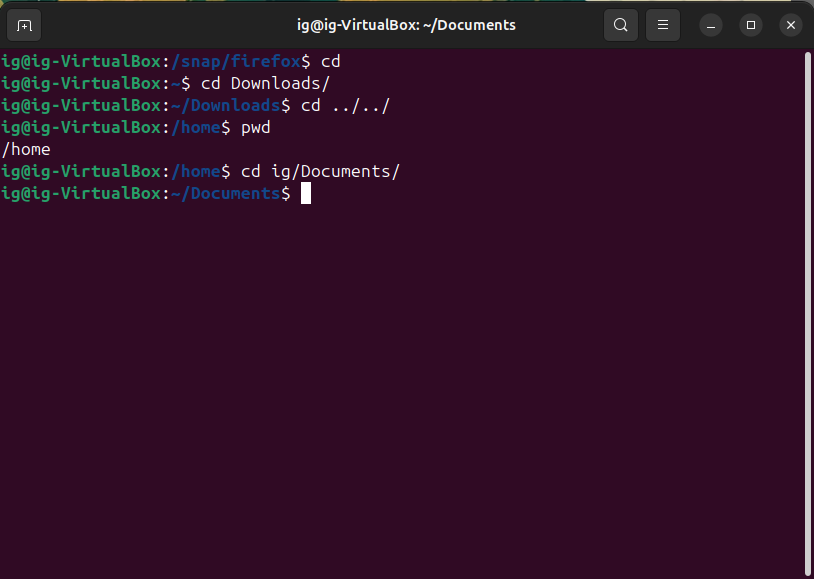 ig@ig-VirtualBox: ~/Documents
ig@ig-VirtualBox:/snap/firefox$ cd
ig@ig-VirtualBox:~$ cd Downloads/
ig@ig-VirtualBox:~/Downloads$ cd ../../
ig@ig-VirtualBox:/home$ pwd
/home
ig@ig-VirtualBox:/home$ cd ig/Documents/
ig@ig-VirtualBox:~/Documents$